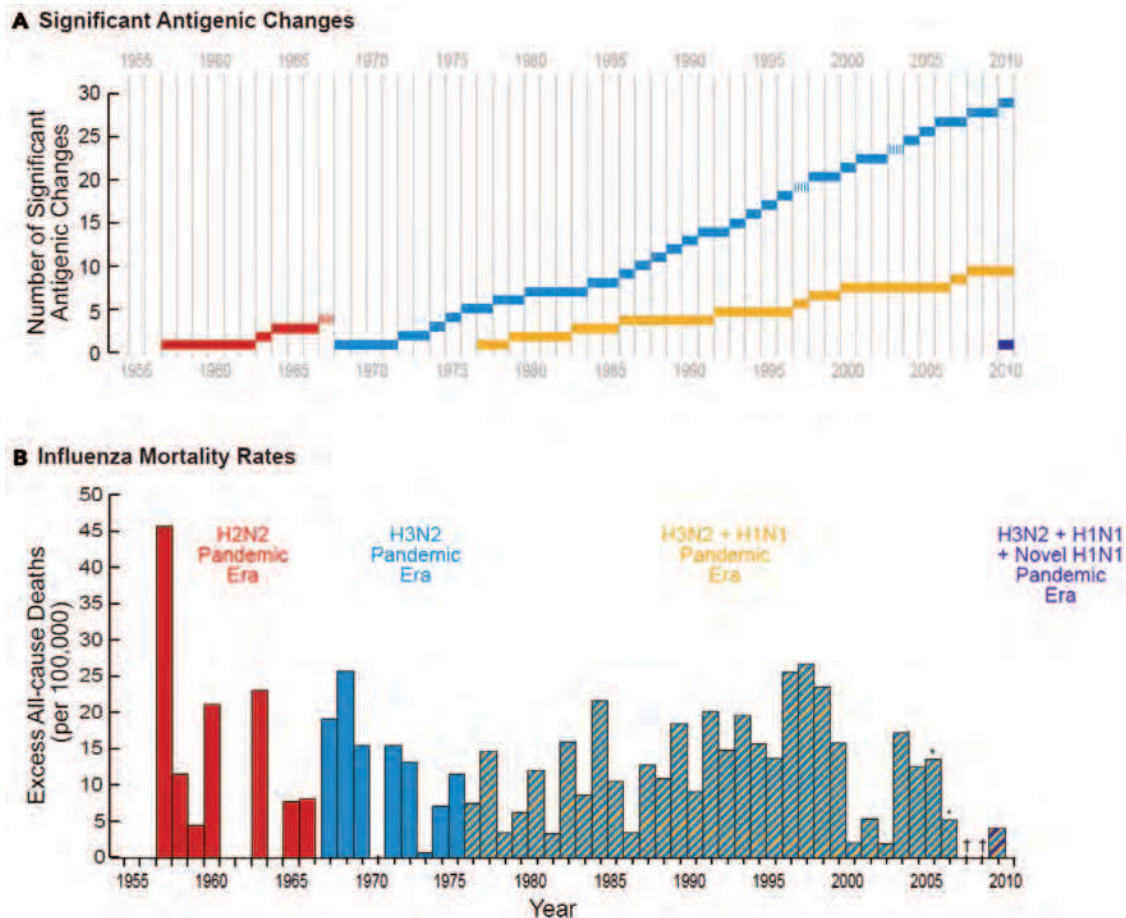 A Significant Antigenic Changes
1955 1960 1965 1970 1975 1980 1985 1990 1995 2000 2005 2010
Number of Significant
Antigenic Changes
30
25
20
15
10
5
0
1955 1960 1965 1970 1975 1980 1985 1990 1995 2000 2005 2010
B Influenza Mortality Rates
Excess All-cause Deaths
(per 100,000)
50
45
40
35
30
25
20
15
10
5
0
H2N2
Pandemic
Era
H3N2
Pandemic
Era
H3N2 + H1N1
Pandemic
Era
H3N2 + H1N1
+ Novel H1N1
Pandemic
Era
† †
1955 1960 1965 1970 1975 1980 1985 1990 1995 2000 2005 2010
Year